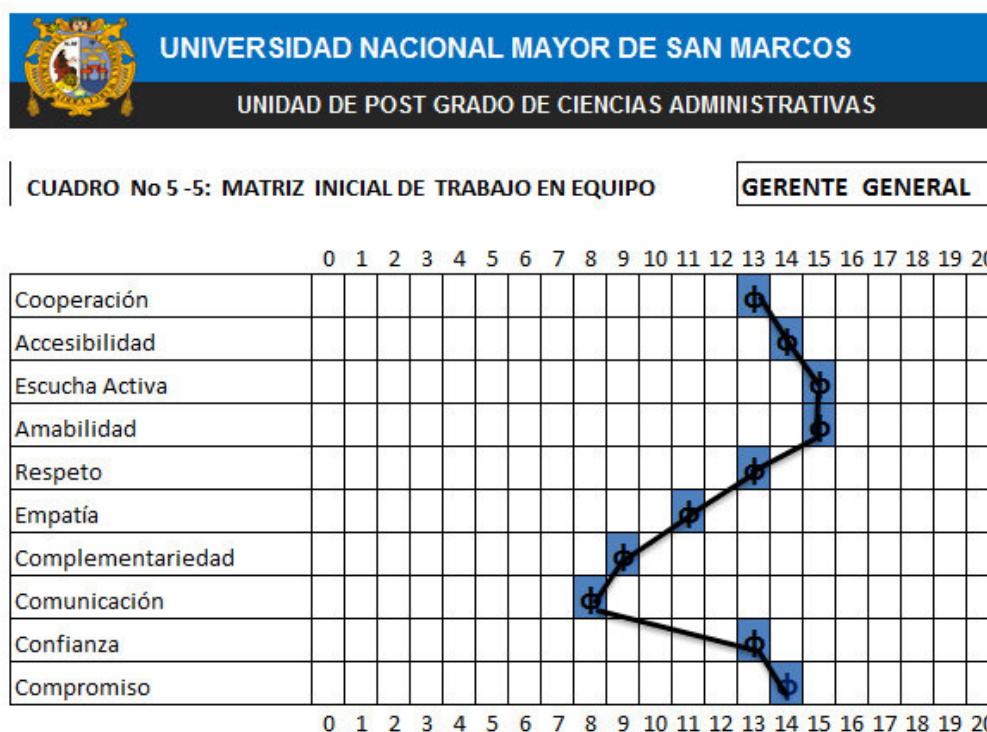 UNIVERSIDAD NACIONAL MAYOR DE SAN MARCOS
UNIDAD DE POST GRADO DE CIENCIAS ADMINISTRATIVAS
CUADRO No 5 -5: MATRIZ INICIAL DE TRABAJO EN EQUIPO GERENTE GENERAL
0 1 2 3 4 5 6 7 8 9 10 11 12 13 14 15 16 17 18 19 20
Cooperación ф
Accesibilidad ф
Escucha Activa ф
Amabilidad ф
Respeto ф
Empatía ф
Complementariedad ф
Comunicación ф
Confianza ф
Compromiso ф
0 1 2 3 4 5 6 7 8 9 10 11 12 13 14 15 16 17 18 19 20